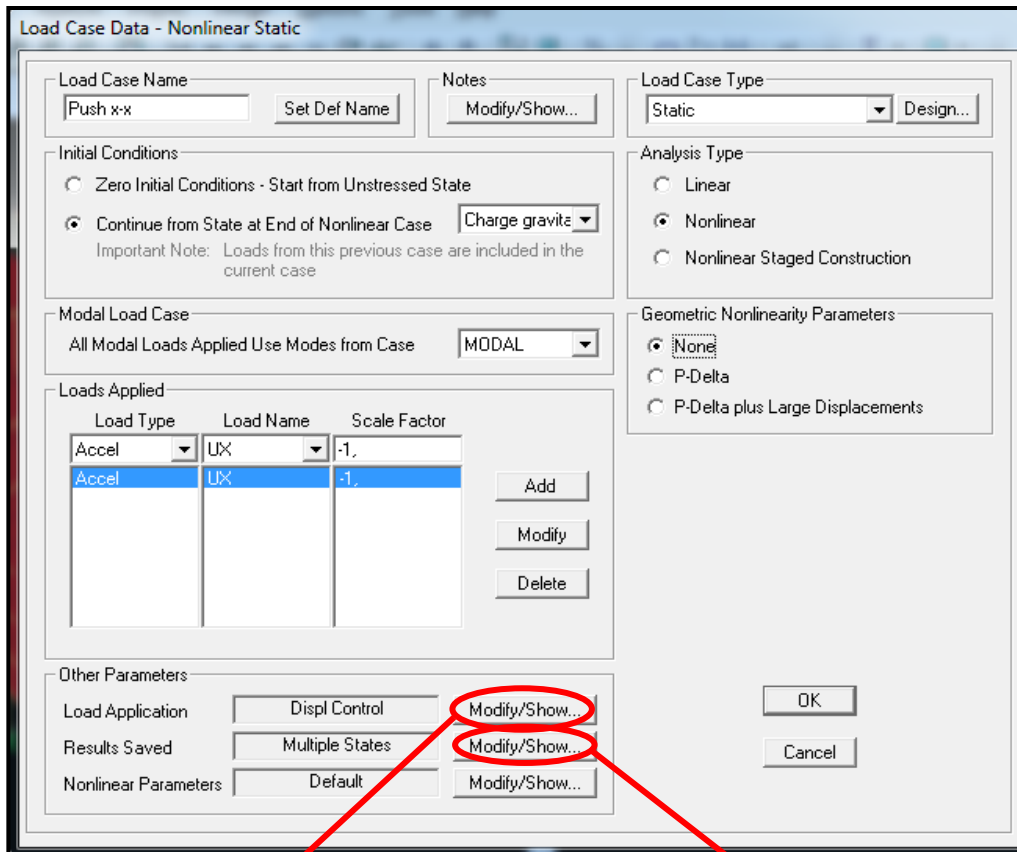 Load Case Data - Nonlinear Static
Load Case Name
Push x-x
Set Def Name
Notes
Modify/Show...
Load Case Type
Static
Design...
Initial Conditions
Zero Initial Conditions - Start from Unstressed State
Continue from State at End of Nonlinear Case
Charge gravita
Important Note: Loads from this previous case are included in the
current case
Analysis Type
Linear
Nonlinear
Nonlinear Staged Construction
Modal Load Case
All Modal Loads Applied Use Modes from Case
MODAL
Geometric Nonlinearity Parameters
None
P-Delta
P-Delta plus Large Displacements
Loads Applied
Load Type Load Name Scale Factor
Accel UX -1,
Accel UX -1,
Add
Modify
Delete
Other Parameters
Load Application Displ Control Modify/Show...
Results Saved Multiple States Modify/Show...
Nonlinear Parameters Default Modify/Show...
OK
Cancel